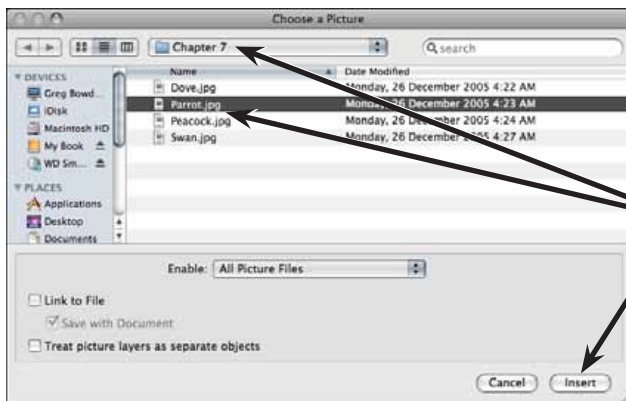 Choose a Picture
Chapter 7
search
DEVICES
Greg Bowd...
iDisk
Macintosh HD
My Book
WD Sm...
PLACES
Applications
Desktop
Documents
Name Date Modified
Dove.jpg Monday, 26 December 2005 4:22 AM
Parrot.jpg Monday, 26 December 2005 4:23 AM
Peacock.jpg Monday, 26 December 2005 4:24 AM
Swan.jpg Monday, 26 December 2005 4:27 AM
Enable: All Picture Files
Link to File
Save with Document
Treat picture layers as separate objects
Cancel Insert